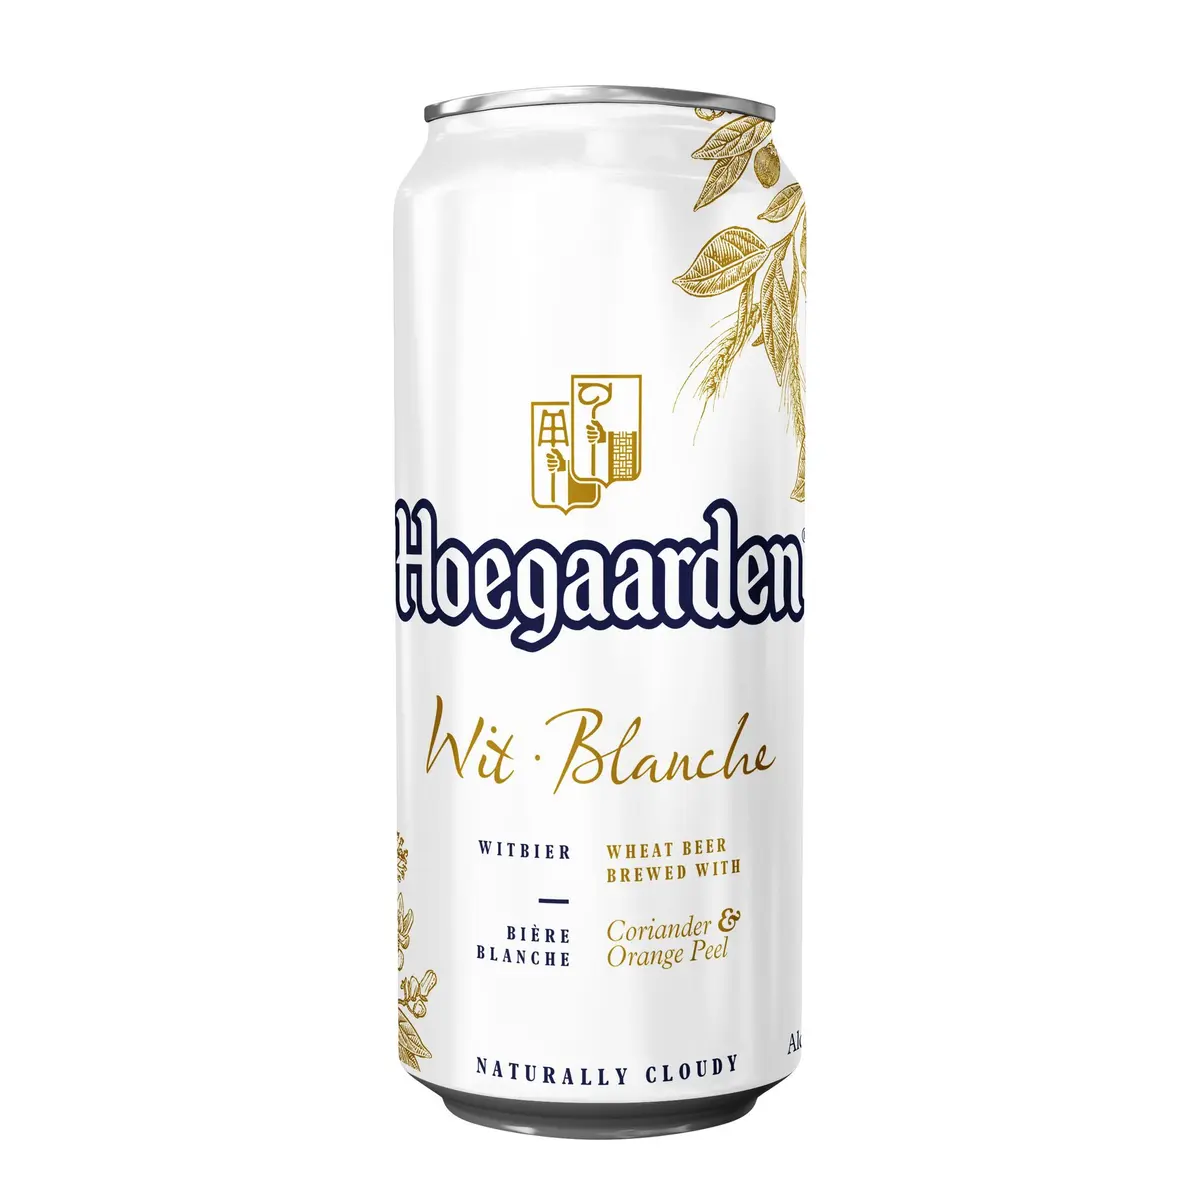 Hoegaarden
Wit · Blanche
WITBIER
BIÈRE
BLANCHE
WHEAT BEER
BREWED WITH
Coriander &
Orange Peel
NATURALLY CLOUDY